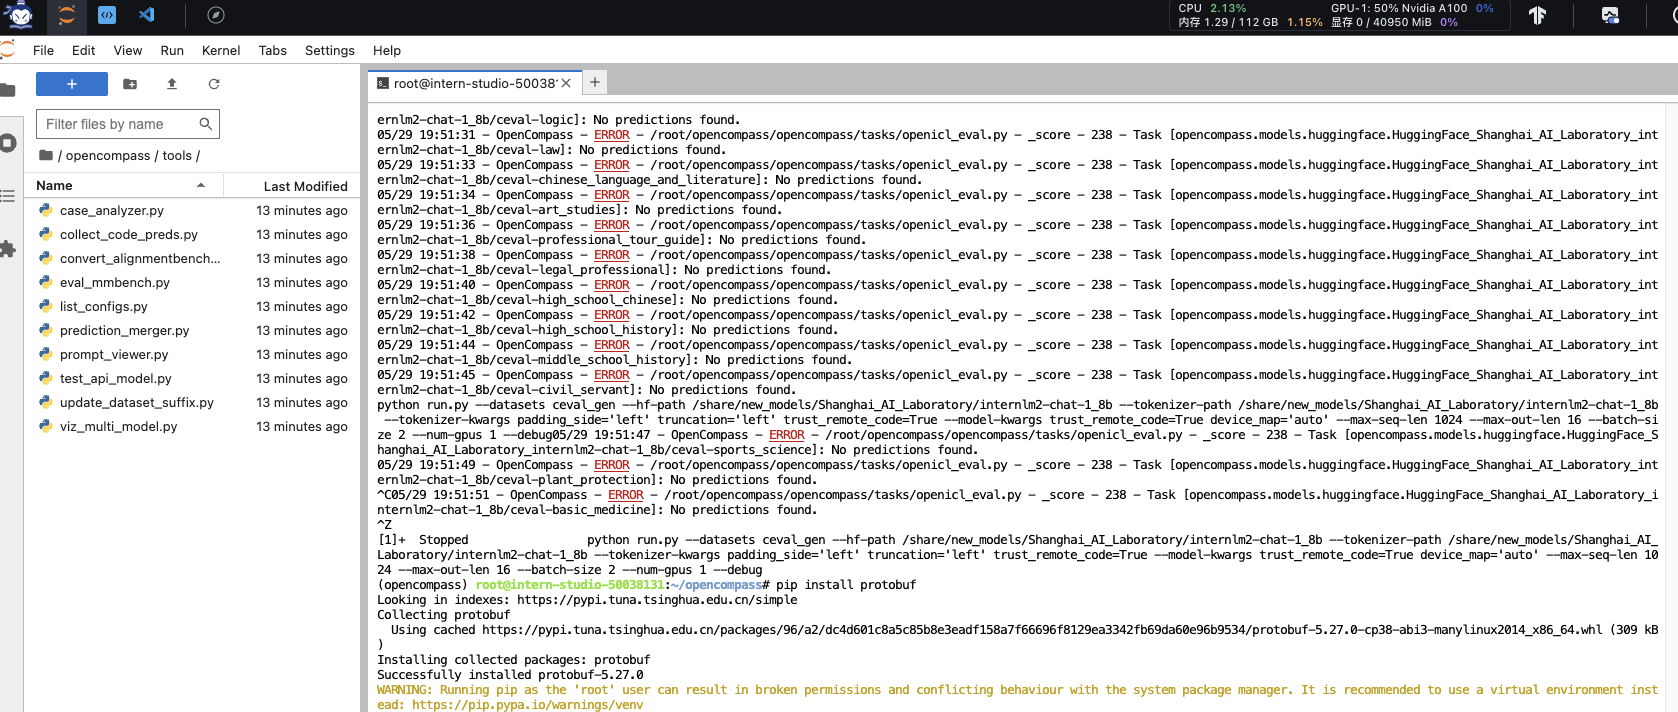 CPU 2.13% GPU-1: 50% Nvidia A100 0%
内存 1.29 / 112 GB 1.15% 显存 0 / 40950 MiB 0%
File Edit View Run Kernel Tabs Settings Help
+
root@intern-studio-50038 × +
Filter files by name
/ opencompass / tools /
Name Last Modified
case_analyzer.py 13 minutes ago
collect_code_preds.py 13 minutes ago
convert_alignmentbench... 13 minutes ago
eval_mmbench.py 13 minutes ago
list_configs.py 13 minutes ago
prediction_merger.py 13 minutes ago
prompt_viewer.py 13 minutes ago
test_api_model.py 13 minutes ago
update_dataset_suffix.py 13 minutes ago
viz_multi_model.py 13 minutes ago
ernlm2-chat-1_8b/ceval-logic]: No predictions found.
05/29 19:51:31 - OpenCompass - ERROR - /root/opencompass/opencompass/tasks/openicl_eval.py - _score - 238 - Task [opencompass.models.huggingface.HuggingFace_Shanghai_AI_Laboratory_int
ernlm2-chat-1_8b/ceval-law]: No predictions found.
05/29 19:51:33 - OpenCompass - ERROR - /root/opencompass/opencompass/tasks/openicl_eval.py - _score - 238 - Task [opencompass.models.huggingface.HuggingFace_Shanghai_AI_Laboratory_int
ernlm2-chat-1_8b/ceval-chinese_language_and_literature]: No predictions found.
05/29 19:51:34 - OpenCompass - ERROR - /root/opencompass/opencompass/tasks/openicl_eval.py - _score - 238 - Task [opencompass.models.huggingface.HuggingFace_Shanghai_AI_Laboratory_int
ernlm2-chat-1_8b/ceval-art_studies]: No predictions found.
05/29 19:51:36 - OpenCompass - ERROR - /root/opencompass/opencompass/tasks/openicl_eval.py - _score - 238 - Task [opencompass.models.huggingface.HuggingFace_Shanghai_AI_Laboratory_int
ernlm2-chat-1_8b/ceval-professional_tour_guide]: No predictions found.
05/29 19:51:38 - OpenCompass - ERROR - /root/opencompass/opencompass/tasks/openicl_eval.py - _score - 238 - Task [opencompass.models.huggingface.HuggingFace_Shanghai_AI_Laboratory_int
ernlm2-chat-1_8b/ceval-legal_professional]: No predictions found.
05/29 19:51:40 - OpenCompass - ERROR - /root/opencompass/opencompass/tasks/openicl_eval.py - _score - 238 - Task [opencompass.models.huggingface.HuggingFace_Shanghai_AI_Laboratory_int
ernlm2-chat-1_8b/ceval-high_school_chinese]: No predictions found.
05/29 19:51:42 - OpenCompass - ERROR - /root/opencompass/opencompass/tasks/openicl_eval.py - _score - 238 - Task [opencompass.models.huggingface.HuggingFace_Shanghai_AI_Laboratory_int
ernlm2-chat-1_8b/ceval-high_school_history]: No predictions found.
05/29 19:51:44 - OpenCompass - ERROR - /root/opencompass/opencompass/tasks/openicl_eval.py - _score - 238 - Task [opencompass.models.huggingface.HuggingFace_Shanghai_AI_Laboratory_int
ernlm2-chat-1_8b/ceval-middle_school_history]: No predictions found.
05/29 19:51:45 - OpenCompass - ERROR - /root/opencompass/opencompass/tasks/openicl_eval.py - _score - 238 - Task [opencompass.models.huggingface.HuggingFace_Shanghai_AI_Laboratory_int
ernlm2-chat-1_8b/ceval-civil_servant]: No predictions found.
python run.py --datasets ceval_gen --hf-path /share/new_models/Shanghai_AI_Laboratory/internlm2-chat-1_8b --tokenizer-path /share/new_models/Shanghai_AI_Laboratory/internlm2-chat-1_8b
--tokenizer-kwargs padding_side='left' truncation='left' trust_remote_code=True --model-kwargs trust_remote_code=True device_map='auto' --max-seq-len 1024 --max-out-len 16 --batch-si
ze 2 --num-gpus 1 --debug05/29 19:51:47 - OpenCompass - ERROR - /root/opencompass/opencompass/tasks/openicl_eval.py - _score - 238 - Task [opencompass.models.huggingface.HuggingFace_S
hanghai_AI_Laboratory_internlm2-chat-1_8b/ceval-sports_science]: No predictions found.
05/29 19:51:49 - OpenCompass - ERROR - /root/opencompass/opencompass/tasks/openicl_eval.py - _score - 238 - Task [opencompass.models.huggingface.HuggingFace_Shanghai_AI_Laboratory_int
ernlm2-chat-1_8b/ceval-plant_protection]: No predictions found.
^C05/29 19:51:51 - OpenCompass - ERROR - /root/opencompass/opencompass/tasks/openicl_eval.py - _score - 238 - Task [opencompass.models.huggingface.HuggingFace_Shanghai_AI_Laboratory_i
nternlm2-chat-1_8b/ceval-basic_medicine]: No predictions found.
^Z
[1]+ Stopped python run.py --datasets ceval_gen --hf-path /share/new_models/Shanghai_AI_Laboratory/internlm2-chat-1_8b --tokenizer-path /share/new_models/Shanghai_AI_
Laboratory/internlm2-chat-1_8b --tokenizer-kwargs padding_side='left' truncation='left' trust_remote_code=True --model-kwargs trust_remote_code=True device_map='auto' --max-seq-len 10
24 --max-out-len 16 --batch-size 2 --num-gpus 1 --debug
(opencompass) root@intern-studio-50038131:~/opencompass# pip install protobuf
Looking in indexes: https://pypi.tuna.tsinghua.edu.cn/simple
Collecting protobuf
Using cached https://pypi.tuna.tsinghua.edu.cn/packages/96/a2/dc4d601c8a5c85b8e3eadf158a7f66696f8129ea3342fb69da60e96b9534/protobuf-5.27.0-cp38-abi3-manylinux2014_x86_64.whl (309 kB
)
Installing collected packages: protobuf
Successfully installed protobuf-5.27.0
WARNING: Running pip as the 'root' user can result in broken permissions and conflicting behaviour with the system package manager. It is recommended to use a virtual environment inst
ead: https://pip.pypa.io/warnings/venv